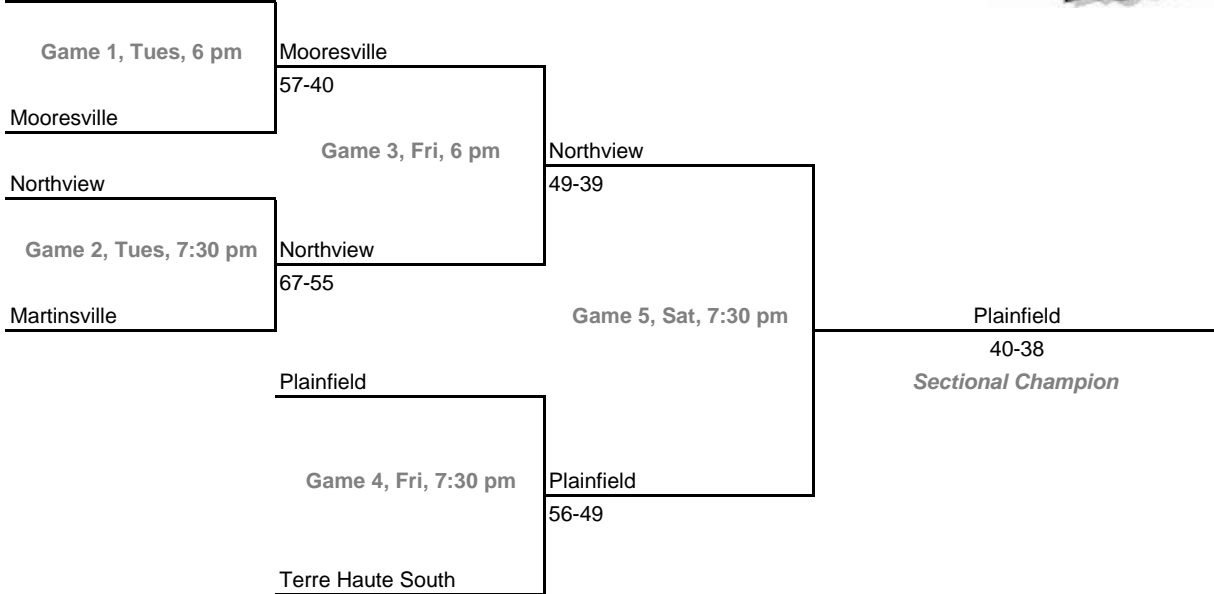 Game 1, Tues, 6 pm
Mooresville
57-40
Mooresville
Game 3, Fri, 6 pm
Northview
49-39
Northview
Game 2, Tues, 7:30 pm
Northview
67-55
Martinsville
Game 5, Sat, 7:30 pm
Plainfield
40-38
Sectional Champion
Plainfield
Game 4, Fri, 7:30 pm
Plainfield
56-49
Terre Haute South